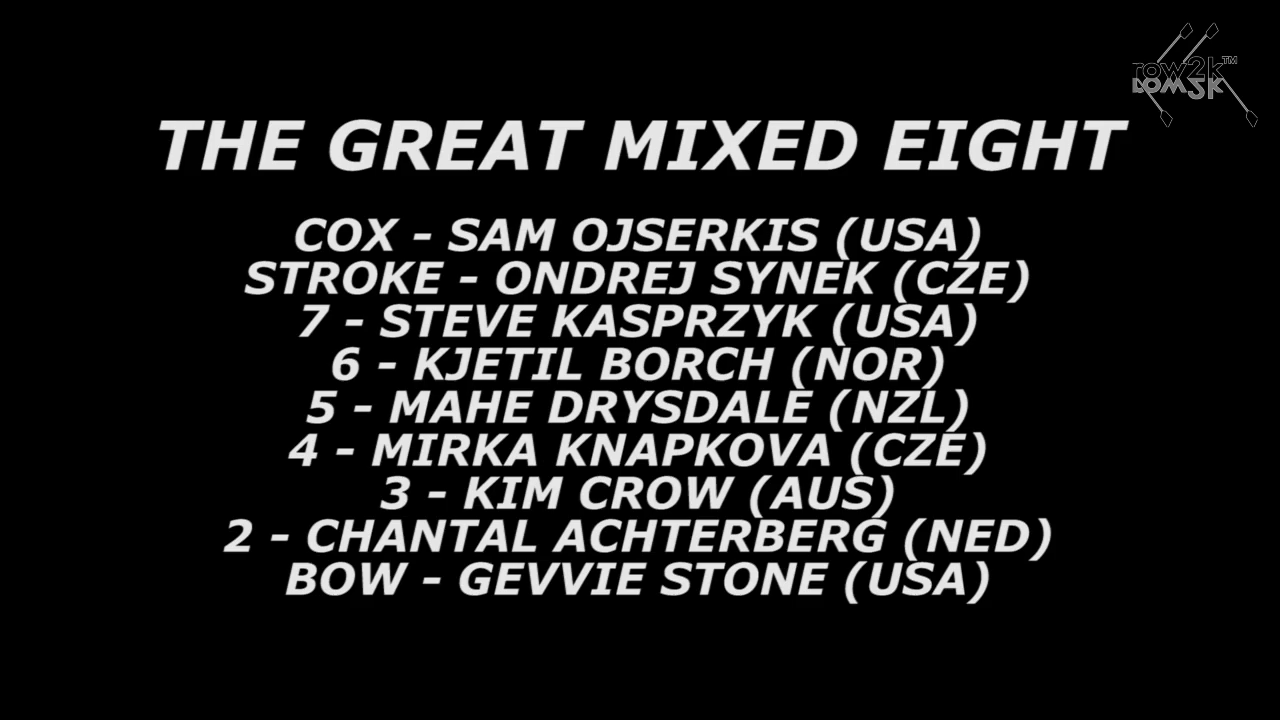 row2k™
THE GREAT MIXED EIGHT
COX - SAM OJSERKIS (USA)
STROKE - ONDREJ SYNEK (CZE)
7 - STEVE KASPRZYK (USA)
6 - KJETIL BORCH (NOR)
5 - MAHE DRYSDALE (NZL)
4 - MIRKA KNAPKOVA (CZE)
3 - KIM CROW (AUS)
2 - CHANTAL ACHTERBERG (NED)
BOW - GEVVIE STONE (USA)